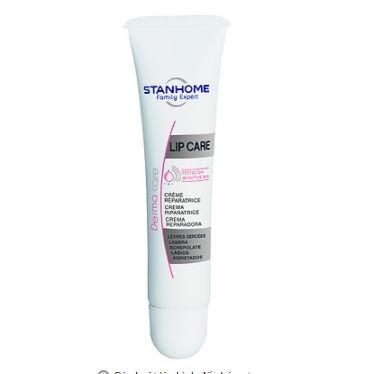 STANHOME
Family Expert
LIP CARE
TESTED ON
SENSITIVE SKIN
Dermo-care
CRÈME
RÉPARATRICE
CREMA
RIPARATRICE
CREMA
REPARADORA
LÈVRES GERCÉES
LABBRA
SCREPOLATE
LABIOS
AGRIETADOS